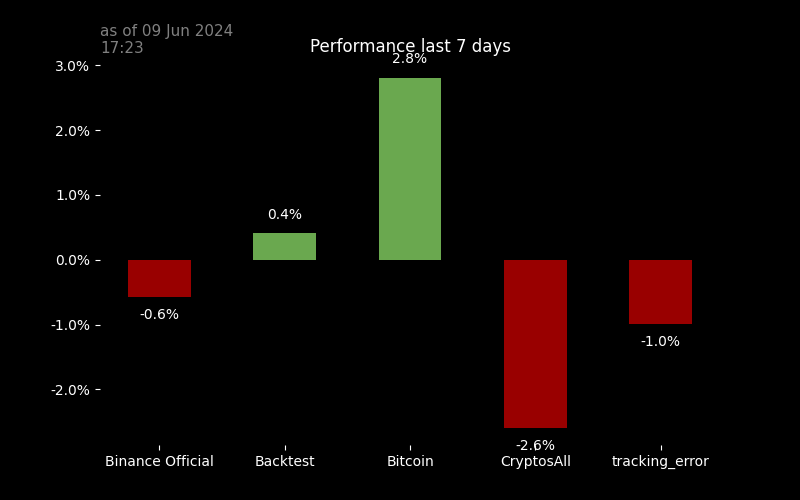 as of 09 Jun 2024
17:23
Performance last 7 days
3.0%
2.0%
1.0%
0.0%
-1.0%
-2.0%
-0.6%
0.4%
2.8%
-2.6%
-1.0%
Binance Official
Backtest
Bitcoin
CryptosAll
tracking_error